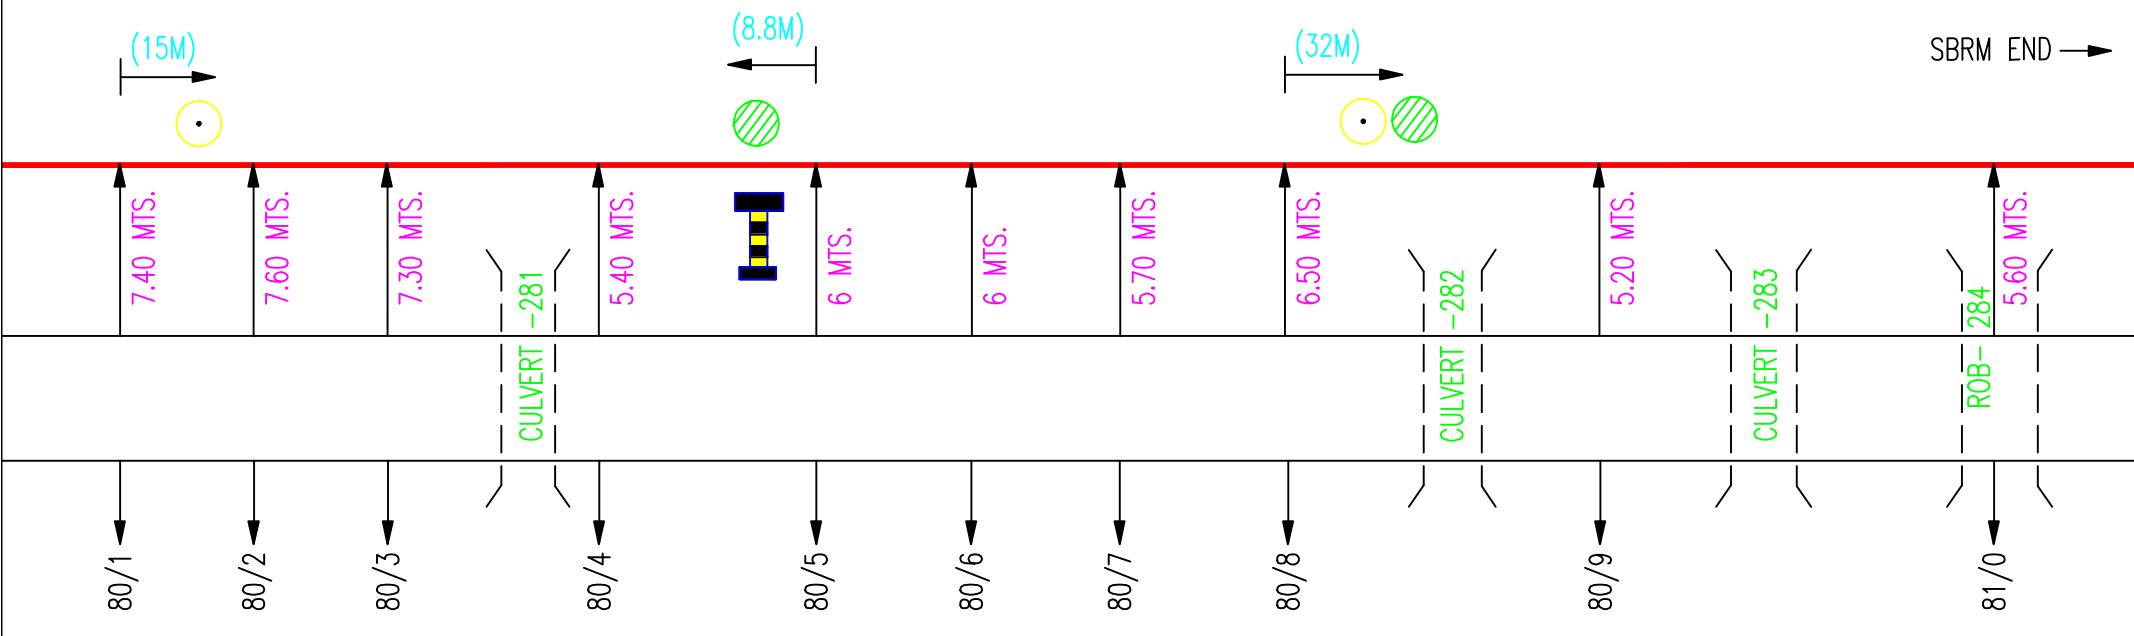 (15M)
(8.8M)
(32M)
SBRM END
7.40 MTS.
7.60 MTS.
7.30 MTS.
5.40 MTS.
6 MTS.
6 MTS.
5.70 MTS.
6.50 MTS.
5.20 MTS.
5.60 MTS.
CULVERT -281
CULVERT -282
CULVERT -283
ROB- 284
80/1
80/2
80/3
80/4
80/5
80/6
80/7
80/8
80/9
81/0